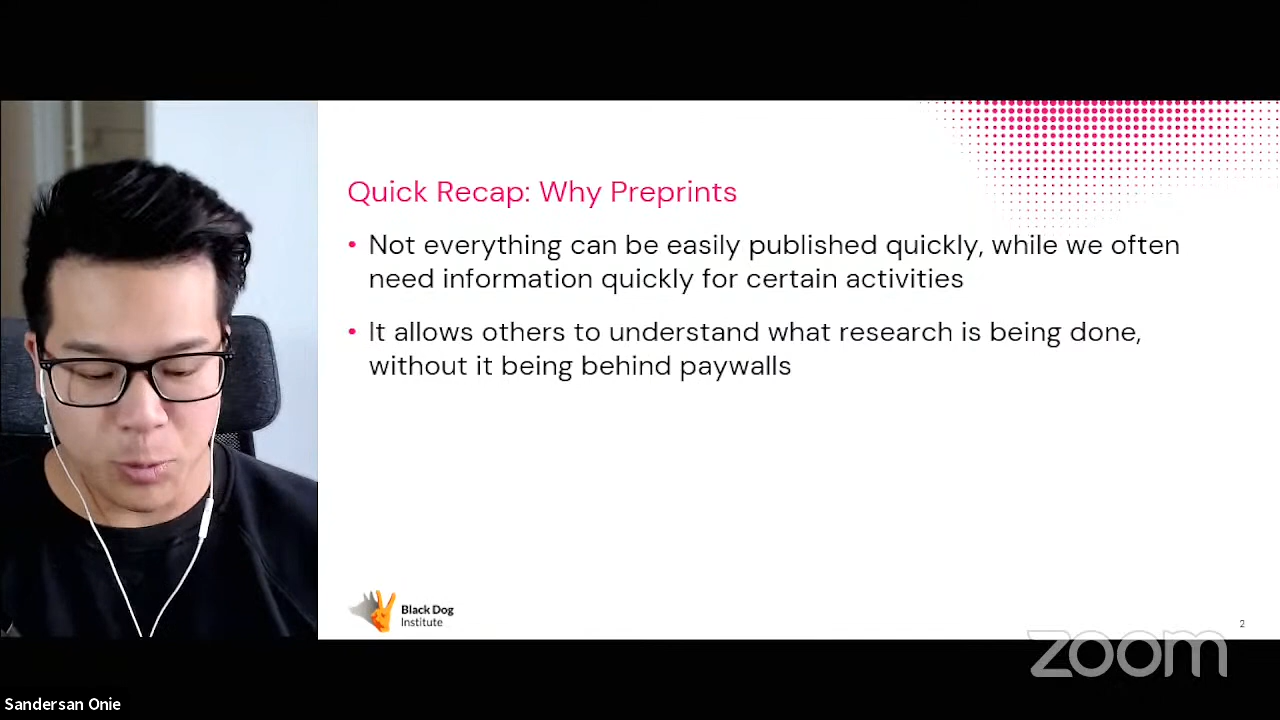 Quick Recap: Why Preprints
• Not everything can be easily published quickly, while we often
need information quickly for certain activities
• It allows others to understand what research is being done,
without it being behind paywalls
Black Dog
Institute
2
zoom
Sandersan Onie